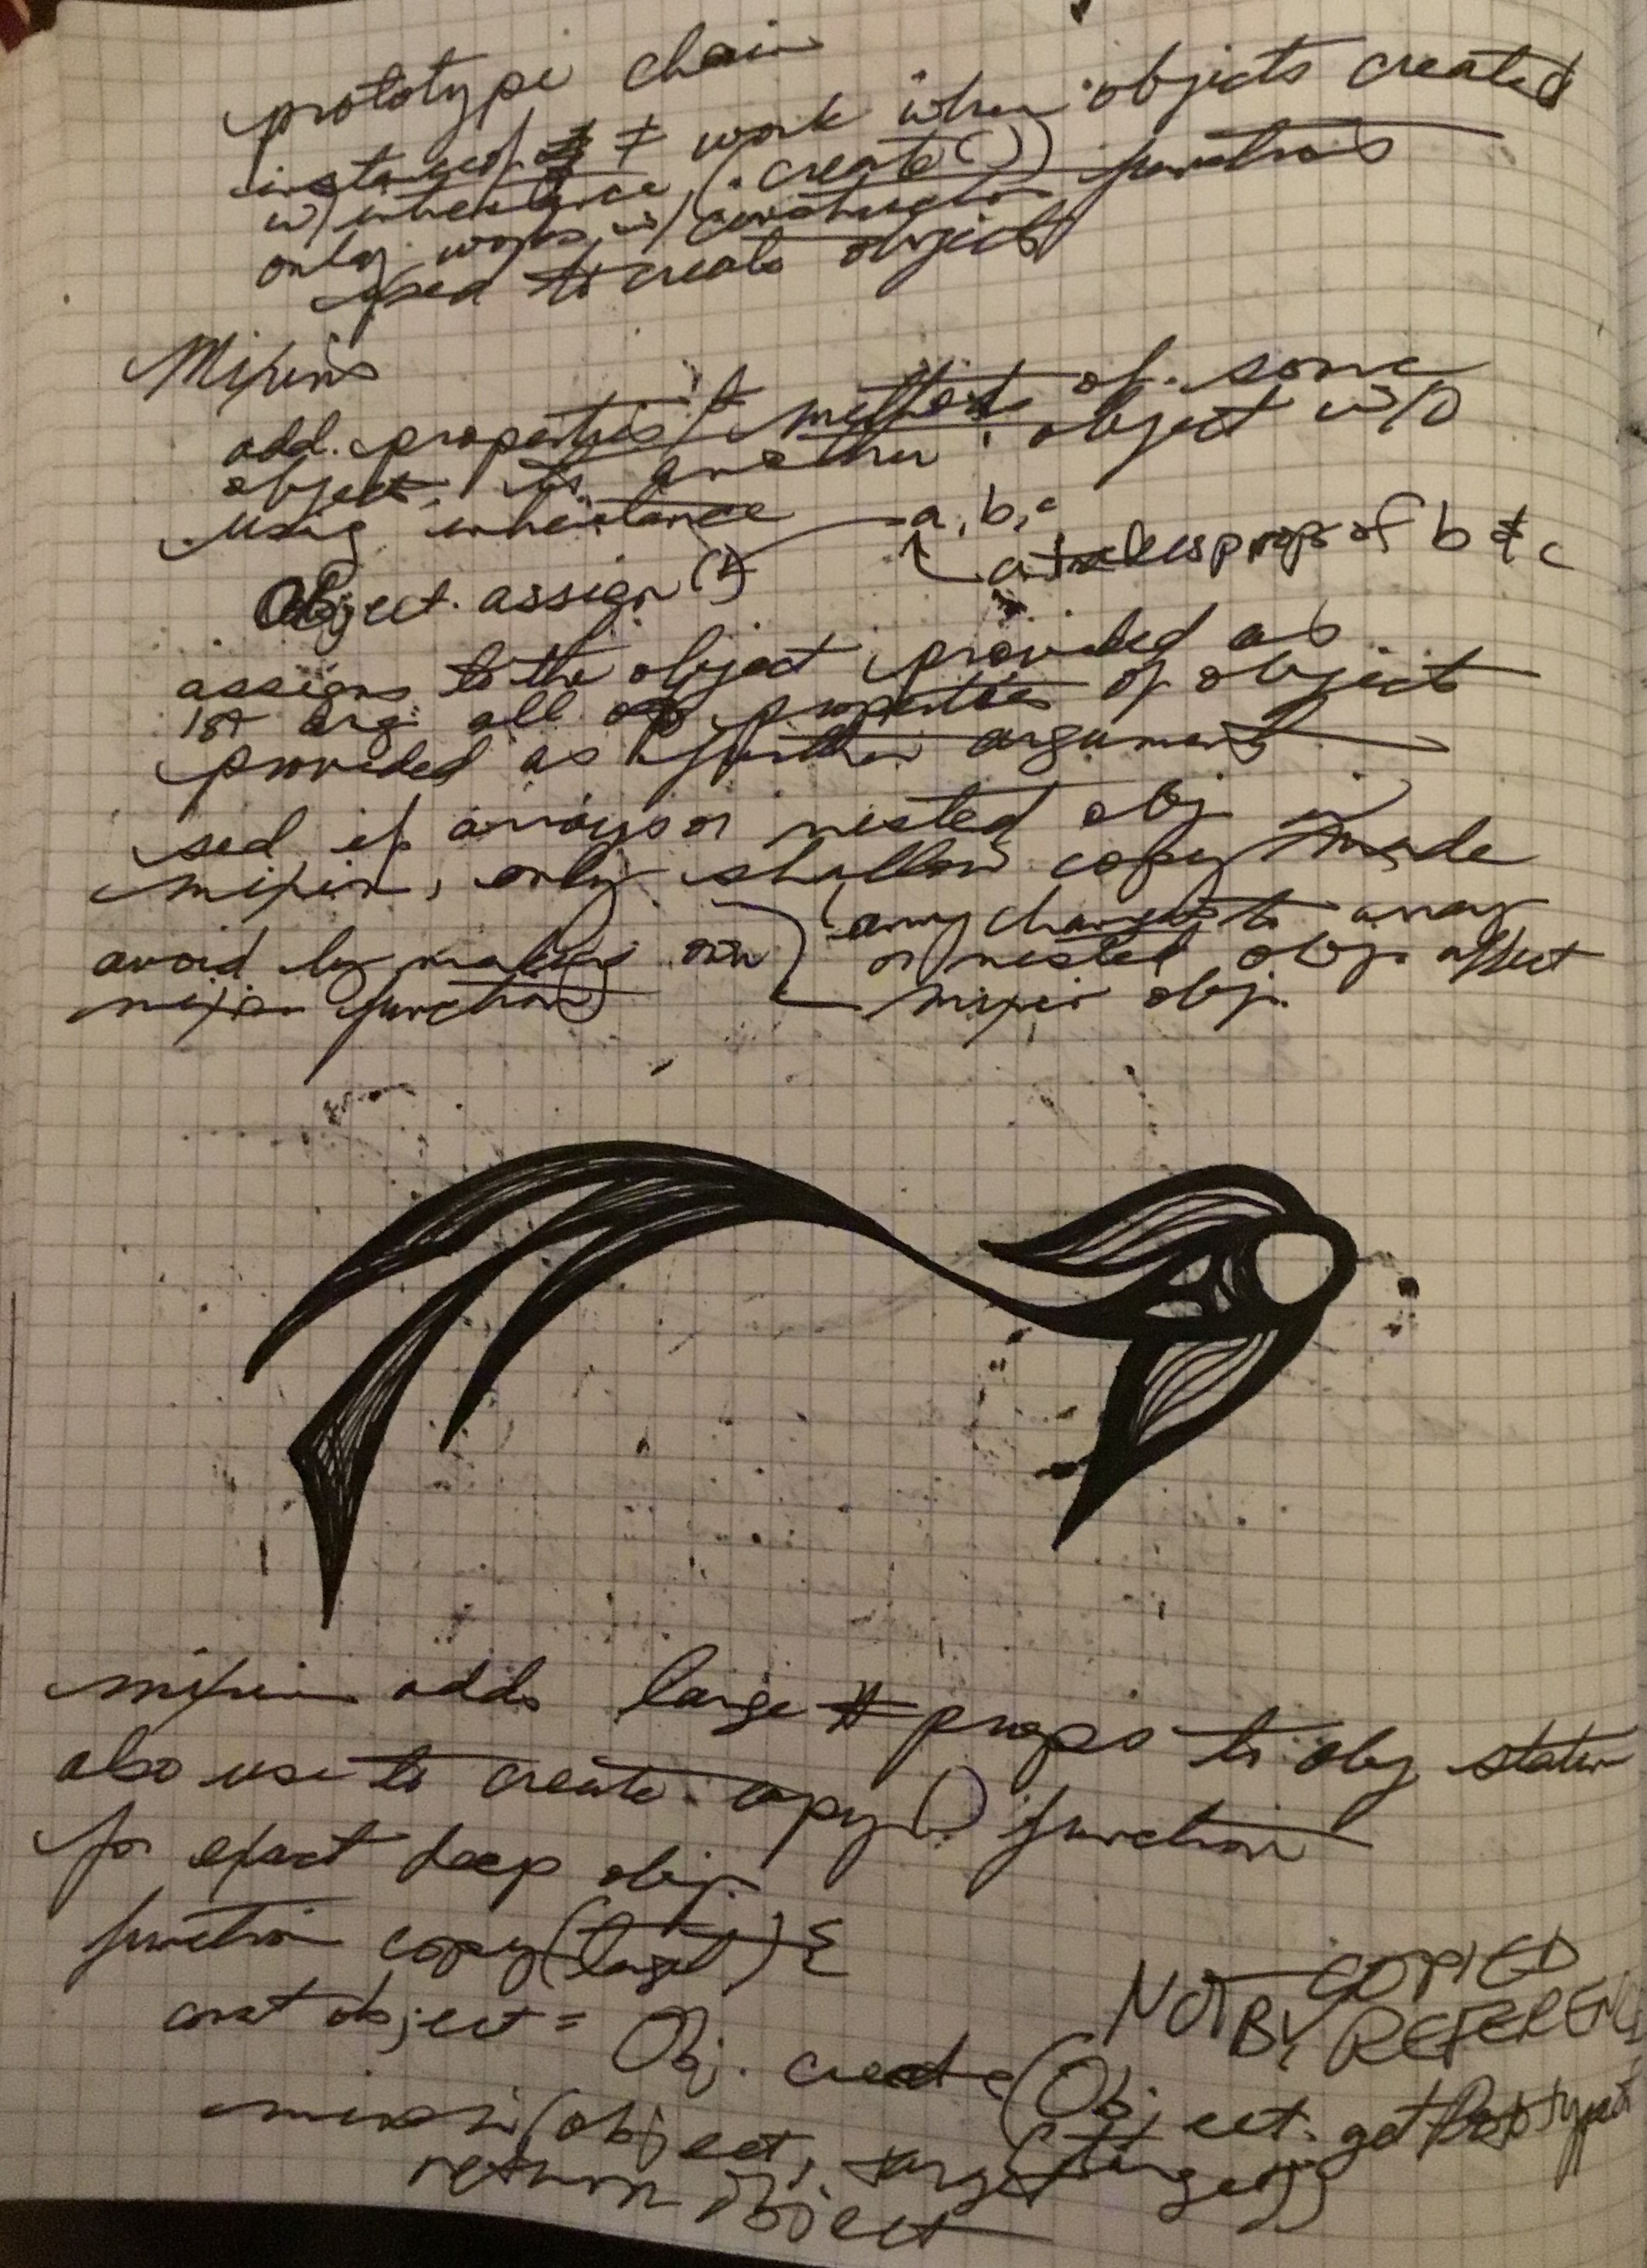 prototype chain
instanceof ≠ work when objects created
w/ inheritance (.create())
only works w/ constructor functions
used to create object
Mixins
add properties & methods of some
object to another object w/o
using inheritance
a, b, c
a takes props of b & c
Object.assign()
assigns to the object provided as
1st arg all properties of object
provided as further arguments
if arrays or nested obj in
mixin, only shallow copy made
any changes to array
or nested obj. affect
mixin obj.
avoid by making own
mixin function
mixin adds large # props to obj
also use to create copy() function
for exact deep obj.
function copy(target) {
const object =
Obj.create(Object.getPrototype
(target))
NOT COPIED
BY REFERENCE
mixin(object, target)
return object